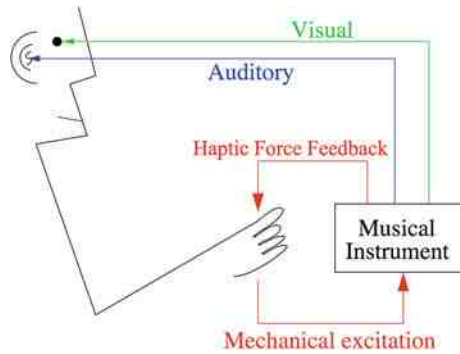 Visual
Auditory
Haptic Force Feedback
Musical
Instrument
Mechanical excitation